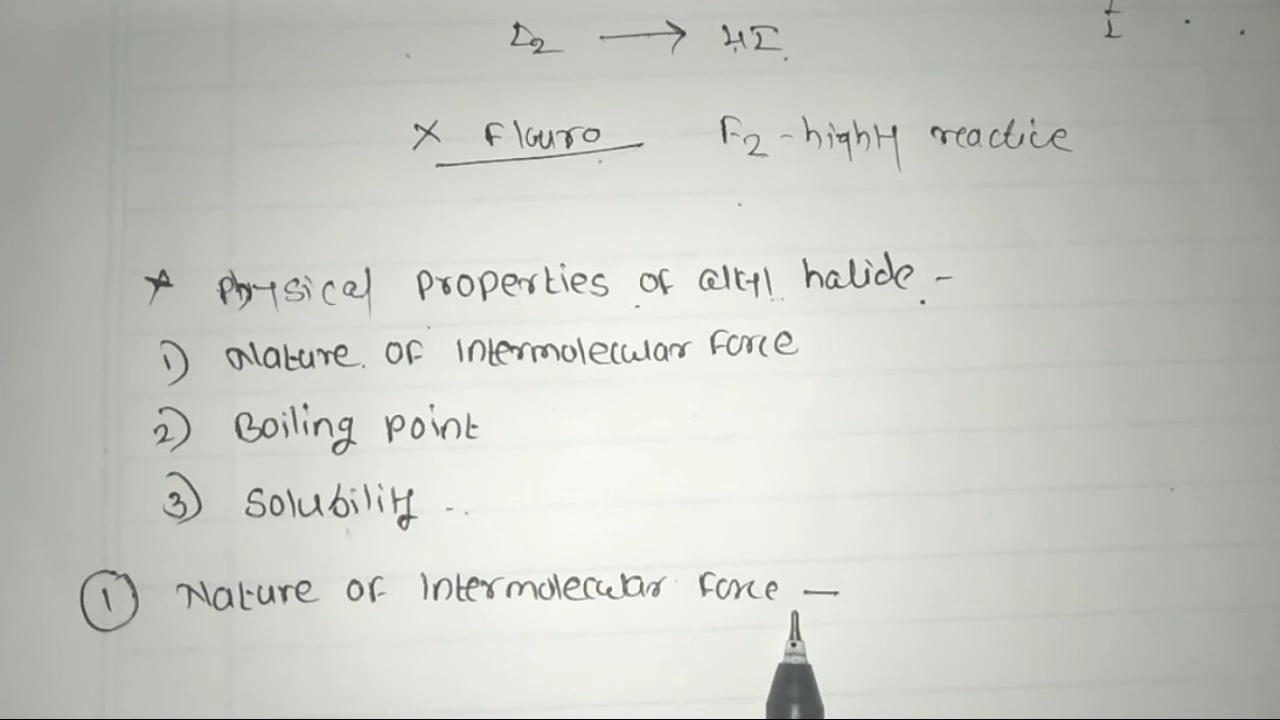 I2 → HI.
× Flouro F2 - highly reactie
* Physical properties of alkyl halide -
1) Nature of intermolecular Force
2) Boiling point
3) Solubility -
① Nature of Intermolecular Force —